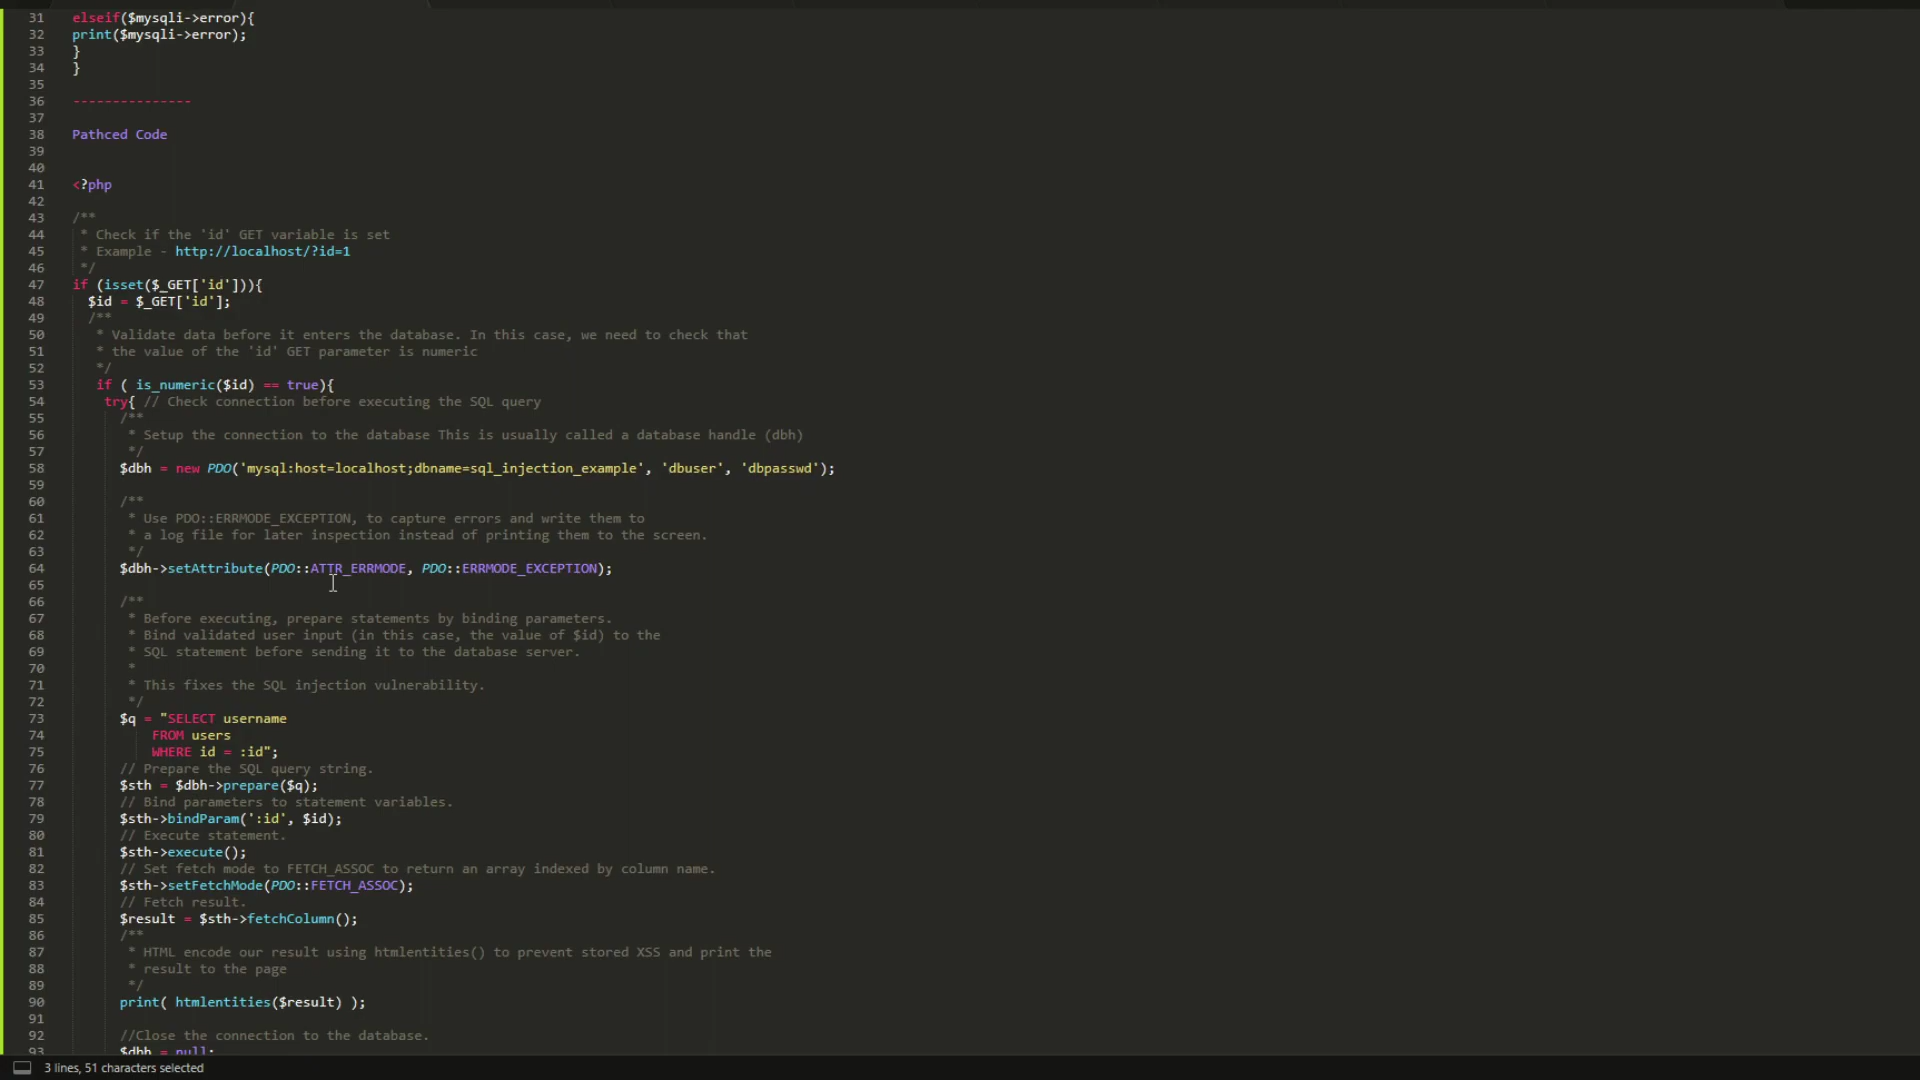 31 elseif($mysqli->error){
32 print($mysqli->error);
33 }
34 }
35
36 ---------------
37
38 Pathced Code
39
40
41 <?php
42
43 /**
44 * Check if the 'id' GET variable is set
45 * Example - http://localhost/?id=1
46 */
47 if (isset($_GET['id'])){
48 $id = $_GET['id'];
49 /**
50 * Validate data before it enters the database. In this case, we need to check that
51 * the value of the 'id' GET parameter is numeric
52 */
53 if ( is_numeric($id) == true){
54 try{ // Check connection before executing the SQL query
55 /**
56 * Setup the connection to the database This is usually called a database handle (dbh)
57 */
58 $dbh = new PDO('mysql:host=localhost;dbname=sql_injection_example', 'dbuser', 'dbpasswd');
59
60 /**
61 * Use PDO::ERRMODE_EXCEPTION, to capture errors and write them to
62 * a log file for later inspection instead of printing them to the screen.
63 */
64 $dbh->setAttribute(PDO::ATTR_ERRMODE, PDO::ERRMODE_EXCEPTION);
65
66 /**
67 * Before executing, prepare statements by binding parameters.
68 * Bind validated user input (in this case, the value of $id) to the
69 * SQL statement before sending it to the database server.
70 *
71 * This fixes the SQL injection vulnerability.
72 */
73 $q = "SELECT username
74 FROM users
75 WHERE id = :id";
76 // Prepare the SQL query string.
77 $sth = $dbh->prepare($q);
78 // Bind parameters to statement variables.
79 $sth->bindParam(':id', $id);
80 // Execute statement.
81 $sth->execute();
82 // Set fetch mode to FETCH_ASSOC to return an array indexed by column name.
83 $sth->setFetchMode(PDO::FETCH_ASSOC);
84 // Fetch result.
85 $result = $sth->fetchColumn();
86 /**
87 * HTML encode our result using htmlentities() to prevent stored XSS and print the
88 * result to the page
89 */
90 print( htmlentities($result) );
91
92 //Close the connection to the database.
93 $dbh = null;
3 lines, 51 characters selected